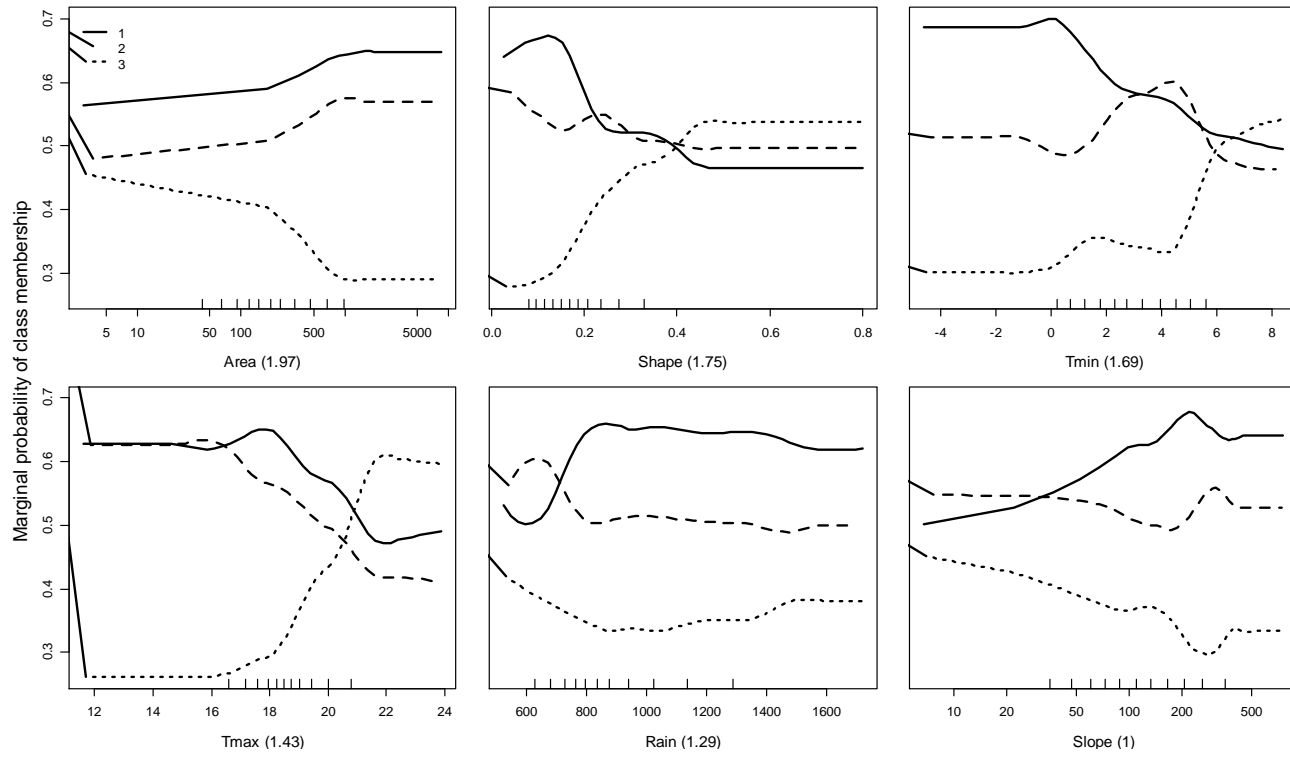 Marginal probability of class membership
0.3 0.4 0.5 0.6 0.7
1
2
3
5 10 50 100 500 5000
Area (1.97)
0.0 0.2 0.4 0.6 0.8
Shape (1.75)
-4 -2 0 2 4 6 8
Tmin (1.69)
0.3 0.4 0.5 0.6 0.7
12 14 16 18 20 22 24
Tmax (1.43)
600 800 1000 1200 1400 1600
Rain (1.29)
10 20 50 100 200 500
Slope (1)